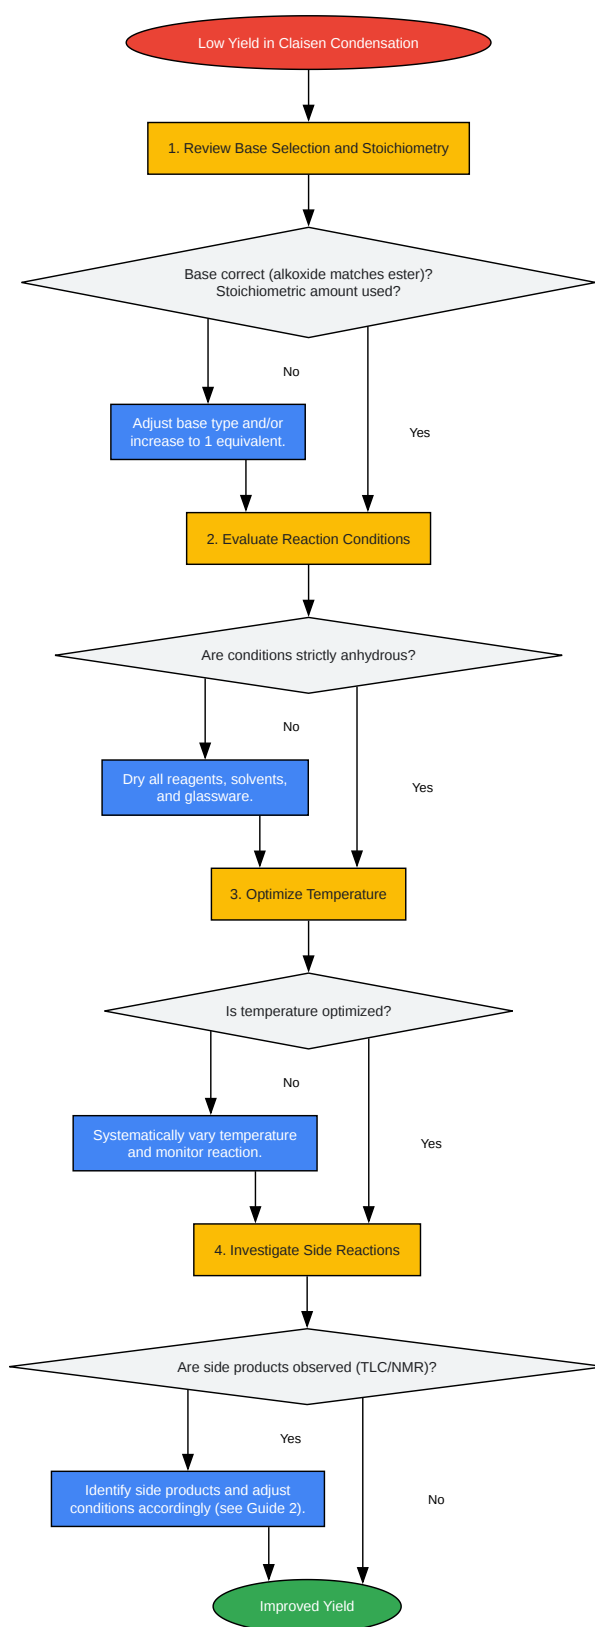 Low Yield in Claisen Condensation
1. Review Base Selection and Stoichiometry
Base correct (alkoxide matches ester)?
Stoichiometric amount used?
No
Adjust base type and/or
increase to 1 equivalent.
Yes
2. Evaluate Reaction Conditions
Are conditions strictly anhydrous?
No
Dry all reagents, solvents,
and glassware.
Yes
3. Optimize Temperature
Is temperature optimized?
No
Systematically vary temperature
and monitor reaction.
Yes
4. Investigate Side Reactions
Are side products observed (TLC/NMR)?
Yes
Identify side products and adjust
conditions accordingly (see Guide 2).
No
Improved Yield